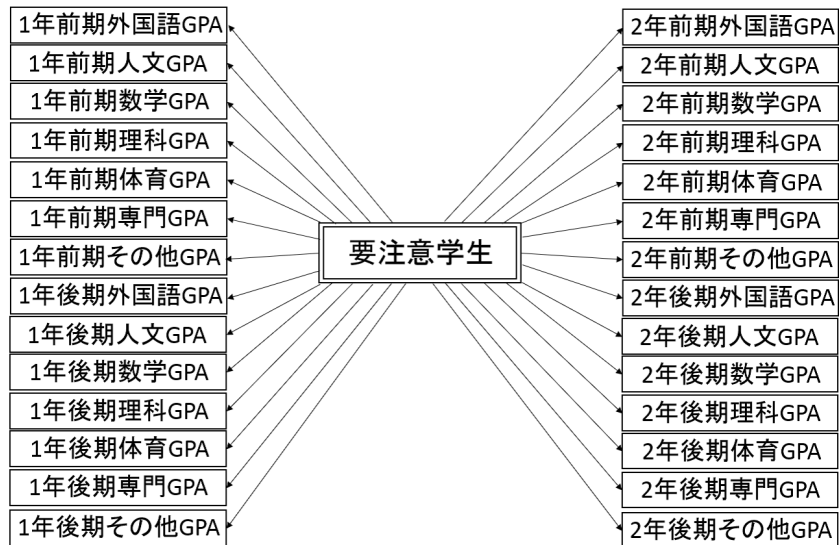 1年前期外国語GPA
1年前期人文GPA
1年前期数学GPA
1年前期理科GPA
1年前期体育GPA
1年前期専門GPA
1年前期その他GPA
1年後期外国語GPA
1年後期人文GPA
1年後期数学GPA
1年後期理科GPA
1年後期体育GPA
1年後期専門GPA
1年後期その他GPA
要注意学生
2年前期外国語GPA
2年前期人文GPA
2年前期数学GPA
2年前期理科GPA
2年前期体育GPA
2年前期専門GPA
2年前期その他GPA
2年後期外国語GPA
2年後期人文GPA
2年後期数学GPA
2年後期理科GPA
2年後期体育GPA
2年後期専門GPA
2年後期その他GPA